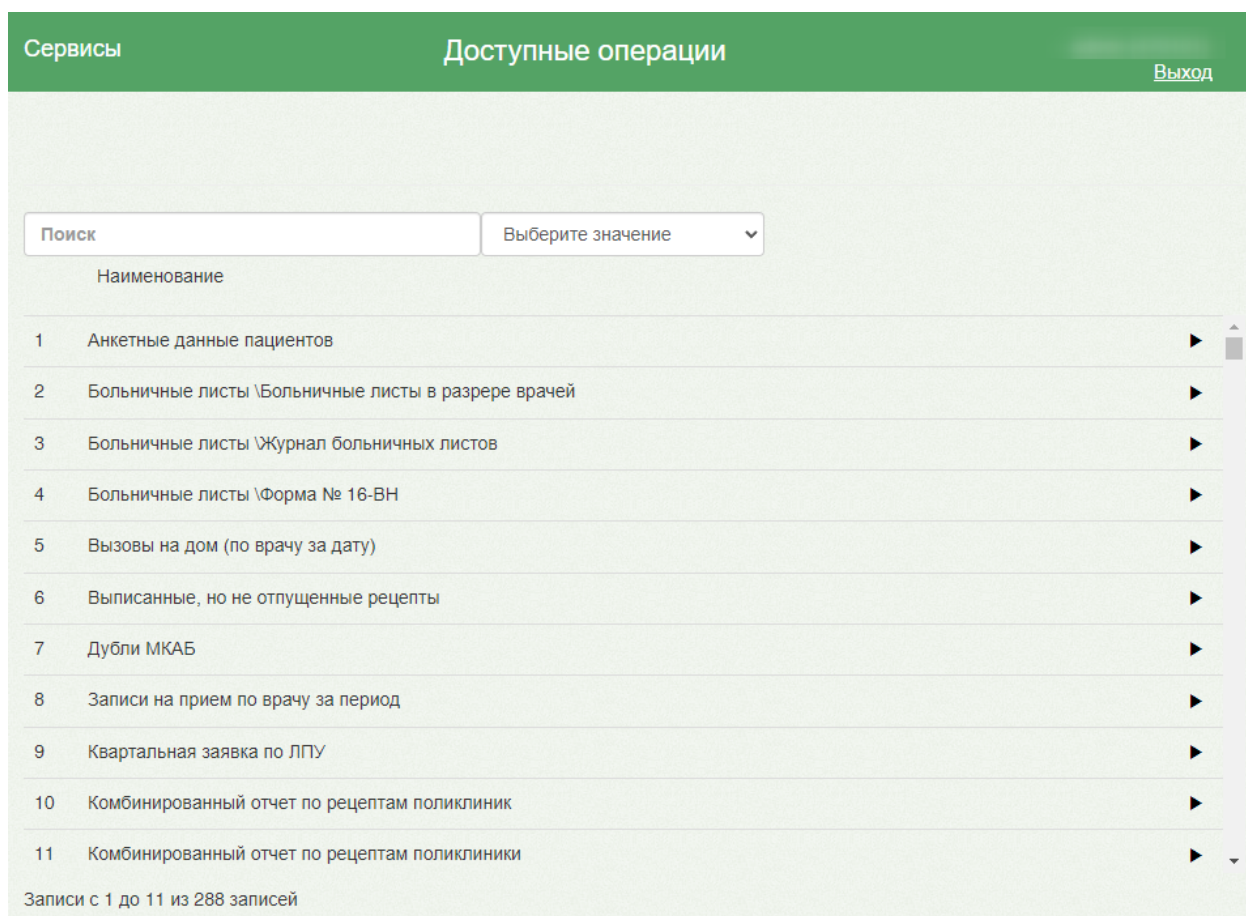 Сервисы
Доступные операции
Выход
Поиск
Выберите значение
Наименование
1 Анкетные данные пациентов
2 Больничные листы \Больничные листы в разрере врачей
3 Больничные листы \Журнал больничных листов
4 Больничные листы \Форма № 16-ВН
5 Вызовы на дом (по врачу за дату)
6 Выписанные, но не отпущенные рецепты
7 Дубли МКАБ
8 Записи на прием по врачу за период
9 Квартальная заявка по ЛПУ
10 Комбинированный отчет по рецептам поликлиник
11 Комбинированный отчет по рецептам поликлиники
Записи с 1 до 11 из 288 записей